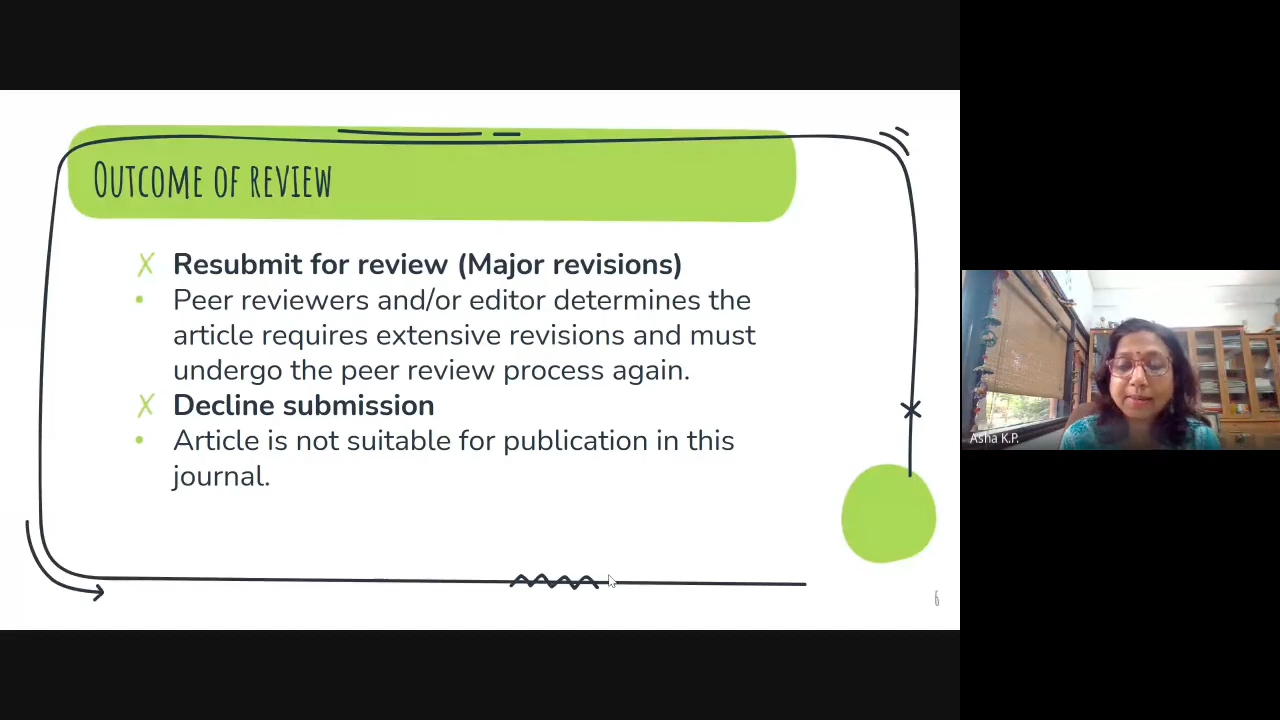 OUTCOME OF REVIEW
Resubmit for review (Major revisions)
Peer reviewers and/or editor determines the
article requires extensive revisions and must
undergo the peer review process again.
Decline submission
Article is not suitable for publication in this
journal.
6
Asha K.P.